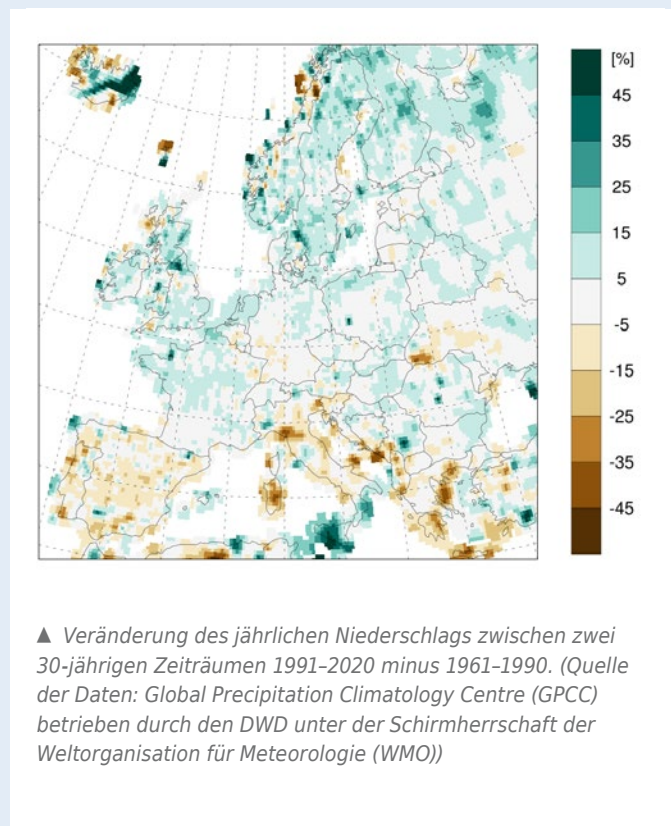 [%]
45
35
25
15
5
-5
-15
-25
-35
-45
▲ Veränderung des jährlichen Niederschlags zwischen zwei
30-jährigen Zeiträumen 1991–2020 minus 1961–1990. (Quelle
der Daten: Global Precipitation Climatology Centre (GPCC)
betrieben durch den DWD unter der Schirmherrschaft der
Weltorganisation für Meteorologie (WMO))